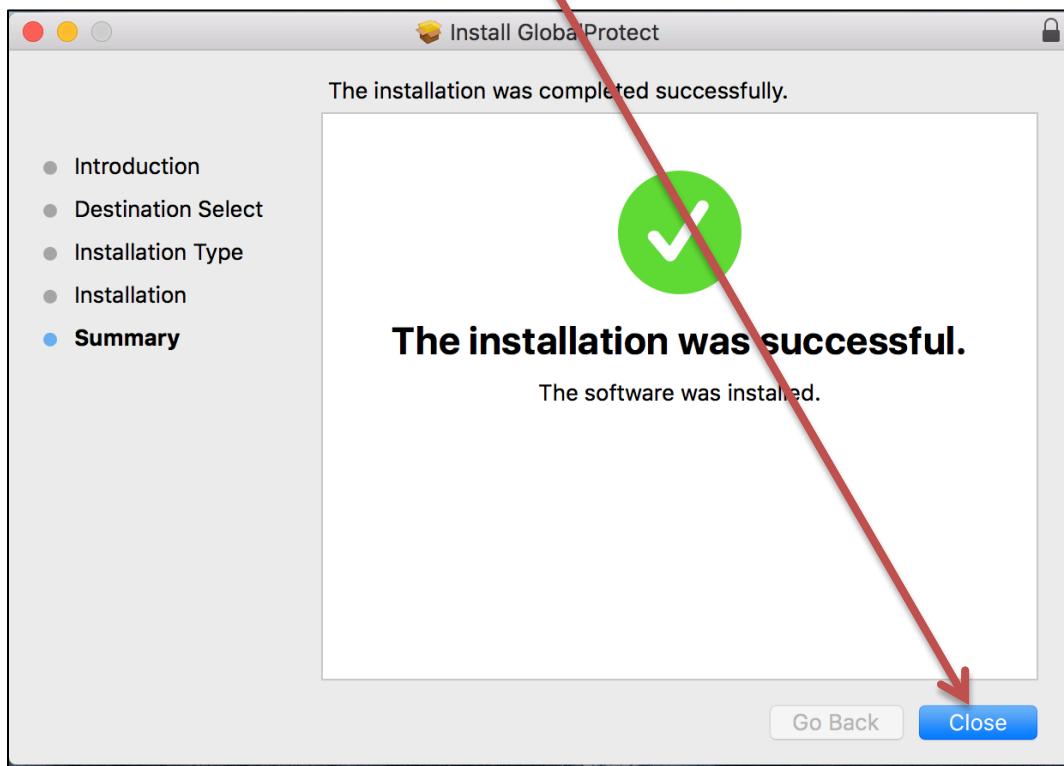 Install GlobalProtect
The installation was completed successfully.
Introduction
Destination Select
Installation Type
Installation
Summary
The installation was successful.
The software was installed.
Go Back
Close